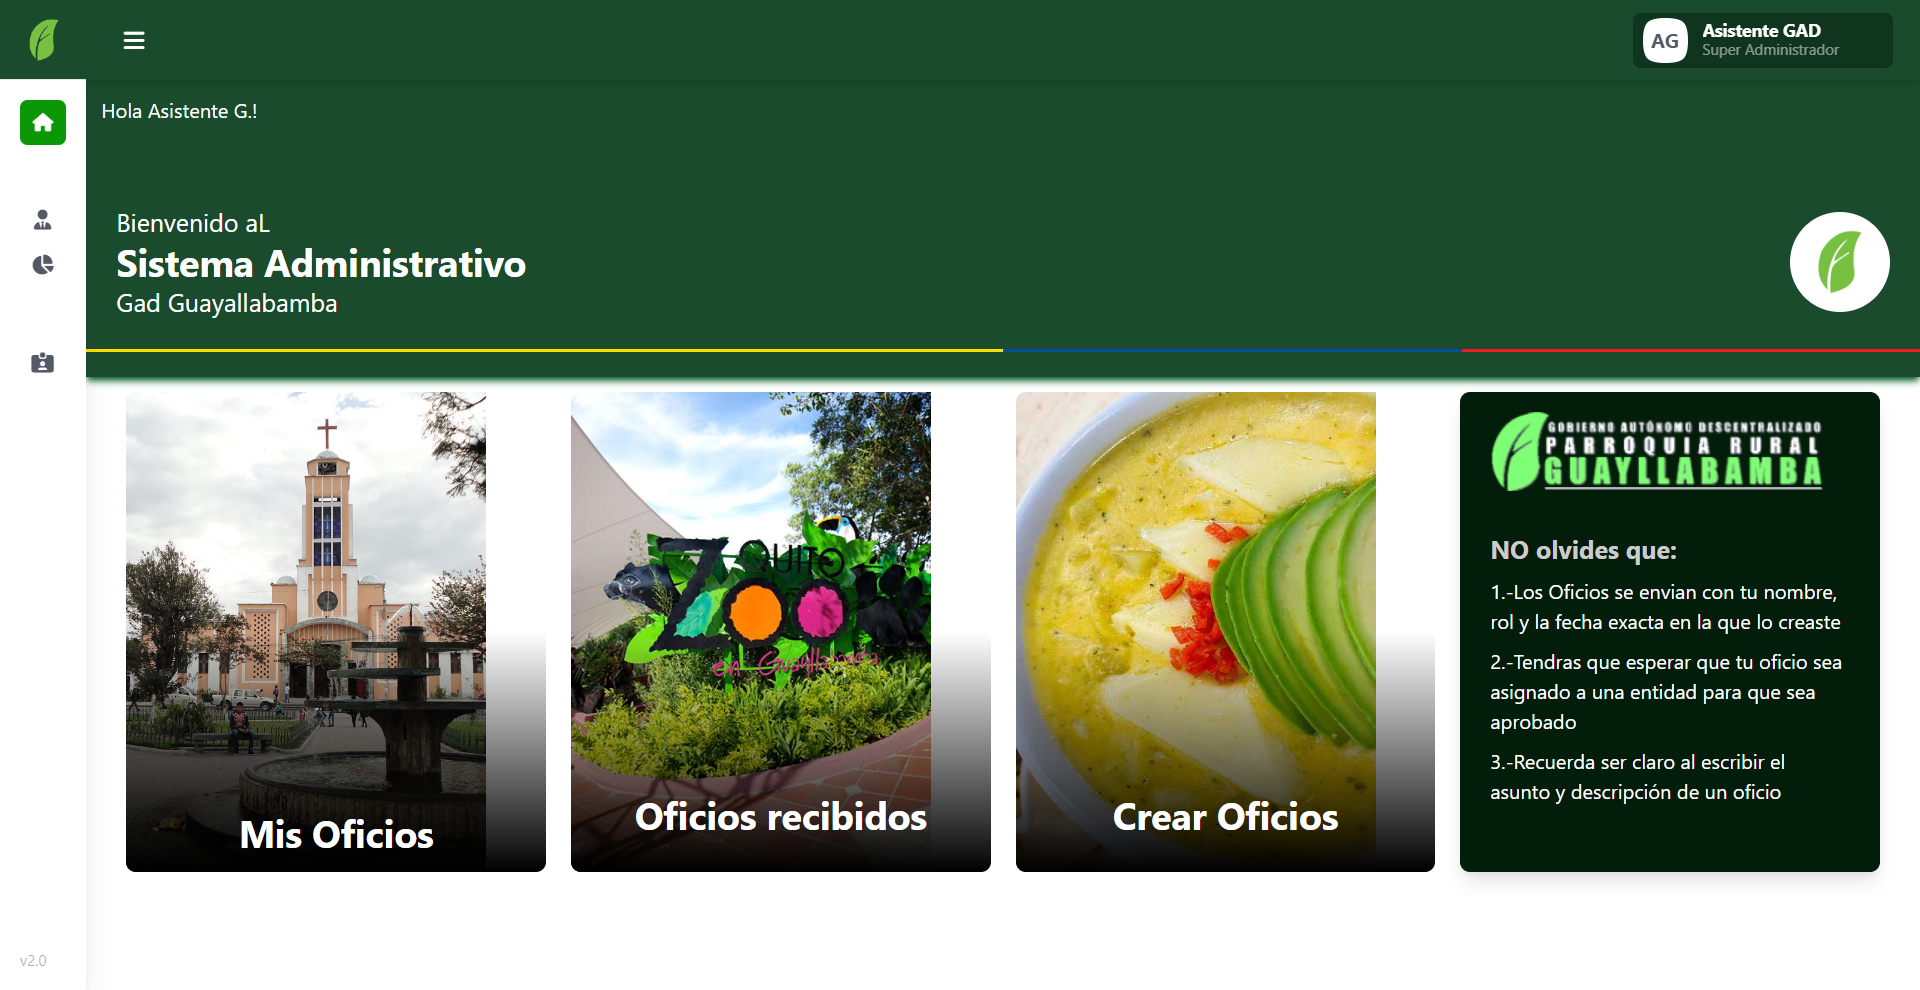 Asistente GAD
AG
Super Administrador
Hola Asistente G.!
Bienvenido aL
Sistema Administrativo
Gad Guayallabamba
QUITO
ZOO
en Guayllabamba
Mis Oficios
Oficios recibidos
Crear Oficios
GOBIERNO AUTÓNOMO DESCENTRALIZADO
PARROQUIA RURAL
GUAYLLABAMBA
NO olvides que:
1.-Los Oficios se envian con tu nombre,
rol y la fecha exacta en la que lo creaste
2.-Tendras que esperar que tu oficio sea
asignado a una entidad para que sea
aprobado
3.-Recuerda ser claro al escribir el
asunto y descripción de un oficio
v2.0